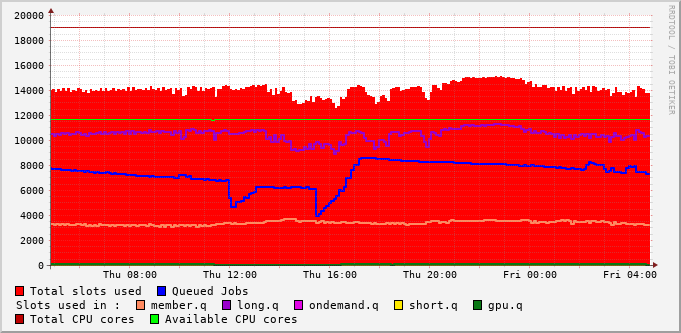 RRDTOOL / TOBI OETIKER
20000
18000
16000
14000
12000
10000
8000
6000
4000
2000
0
Thu 08:00 Thu 12:00 Thu 16:00 Thu 20:00 Fri 00:00 Fri 04:00
Total slots used Queued Jobs
Slots used in : member.q long.q ondemand.q short.q gpu.q
Total CPU cores Available CPU cores